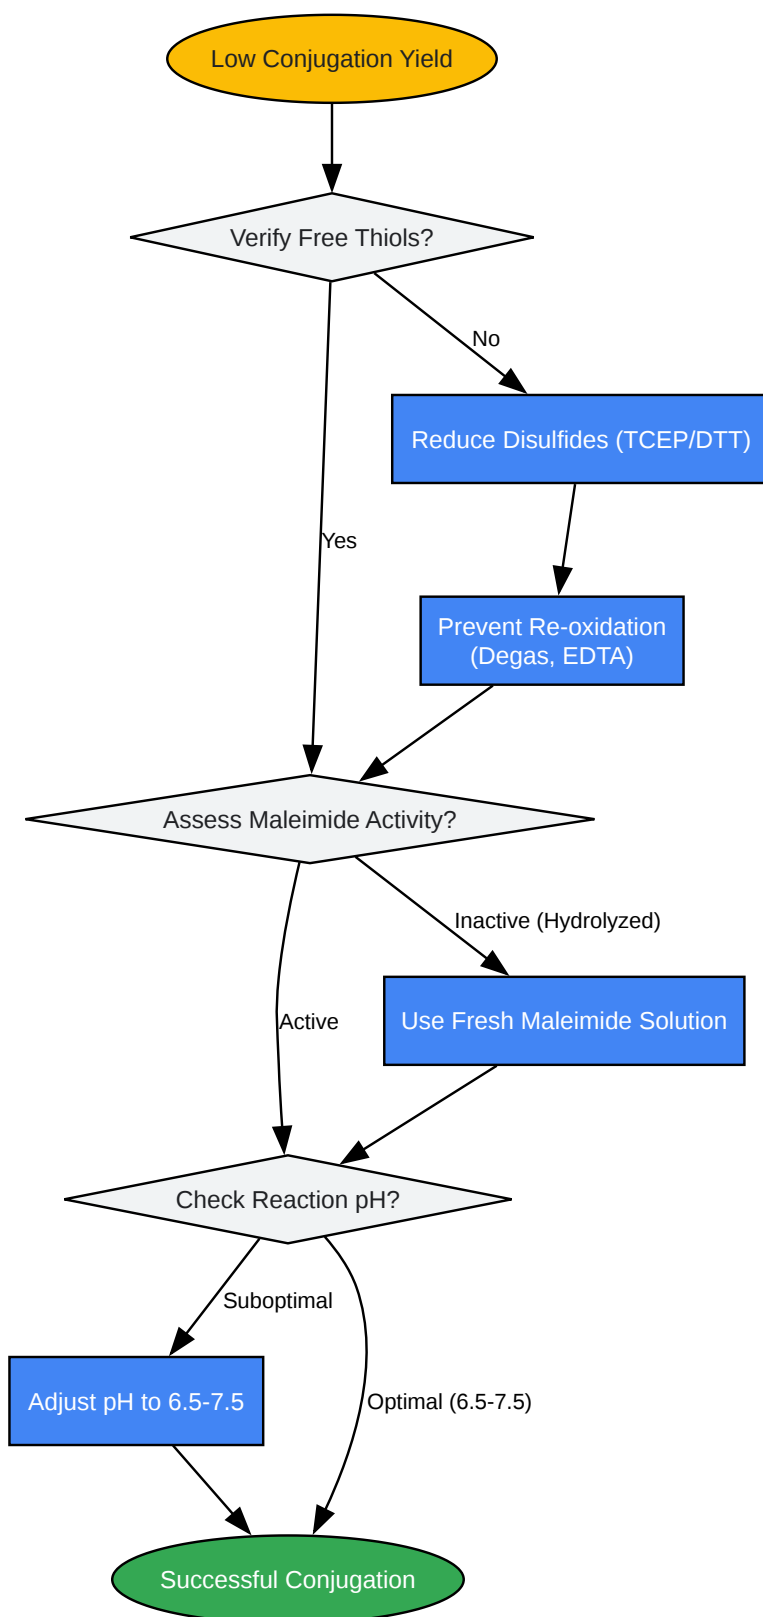 Low Conjugation Yield
Verify Free Thiols?
No
Reduce Disulfides (TCEP/DTT)
Yes
Prevent Re-oxidation
(Degas, EDTA)
Assess Maleimide Activity?
Inactive (Hydrolyzed)
Active
Use Fresh Maleimide Solution
Check Reaction pH?
Suboptimal
Adjust pH to 6.5-7.5
Optimal (6.5-7.5)
Successful Conjugation